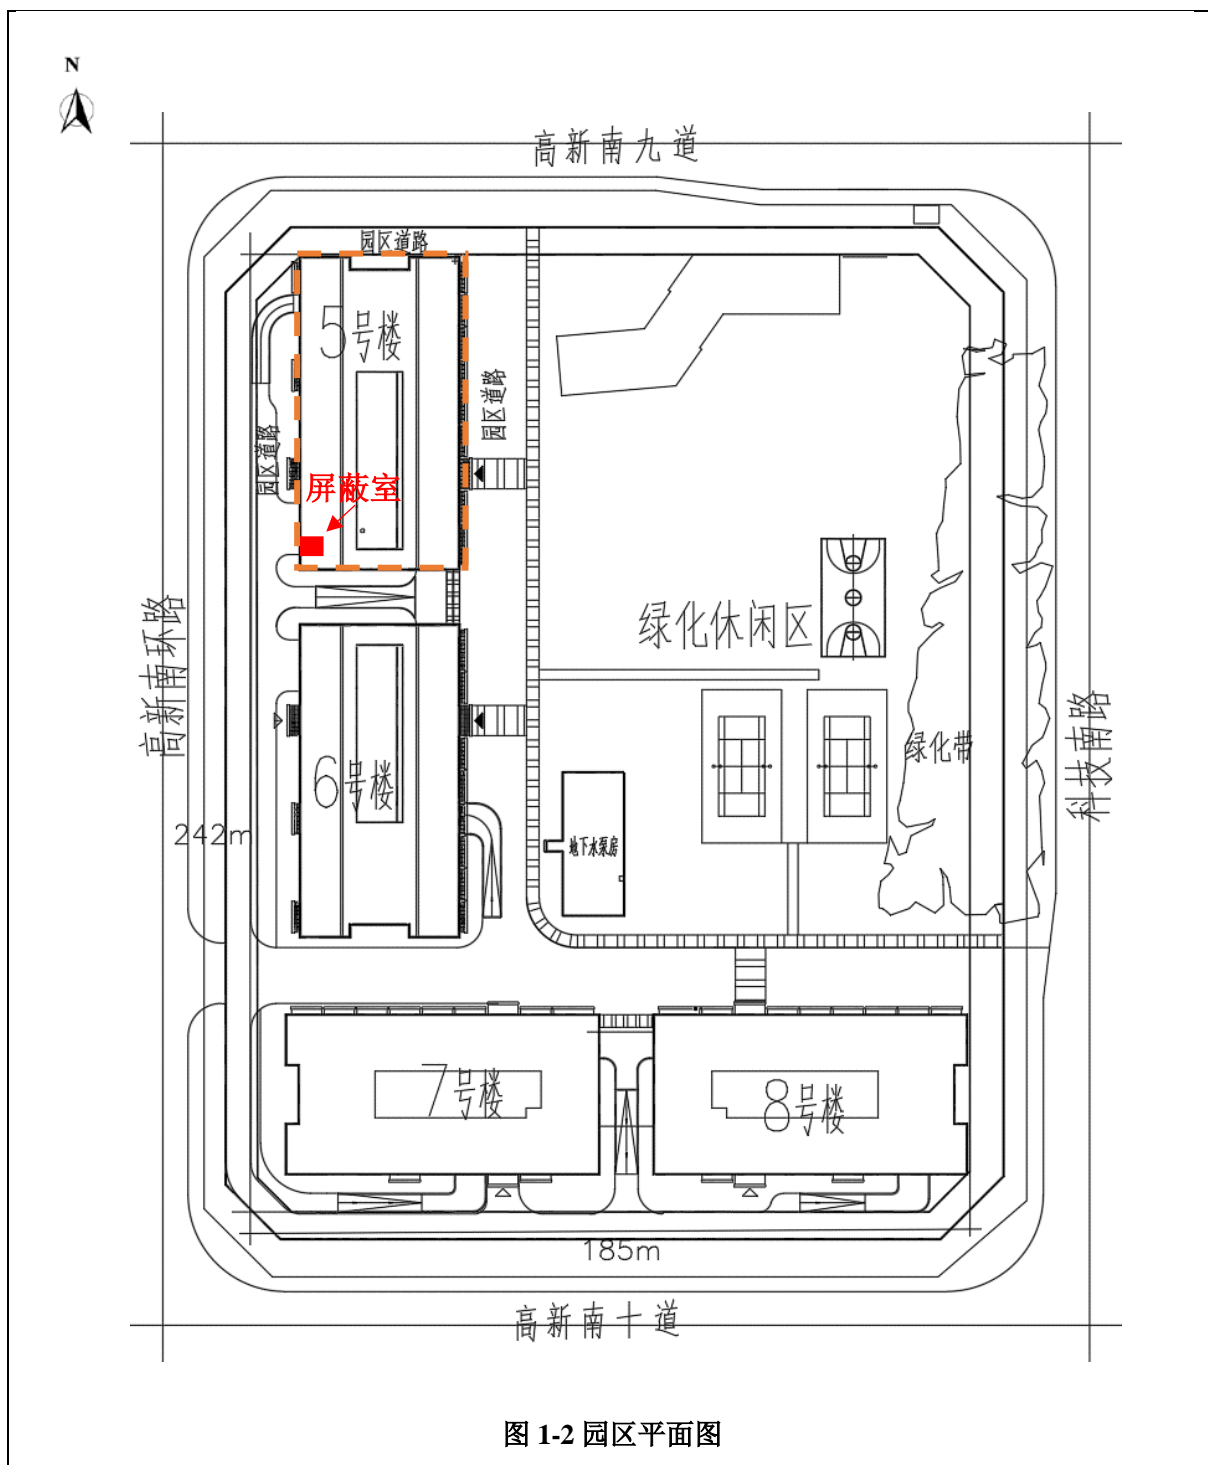 N
高新南九道
园区道路
5号楼
园区道路
园区道路
屏蔽室
高新南环路
绿化休闲区
科技南路
绿化带
6号楼
242m
地下水泵房
7号楼
8号楼
185m
高新南十道
图 1-2 园区平面图